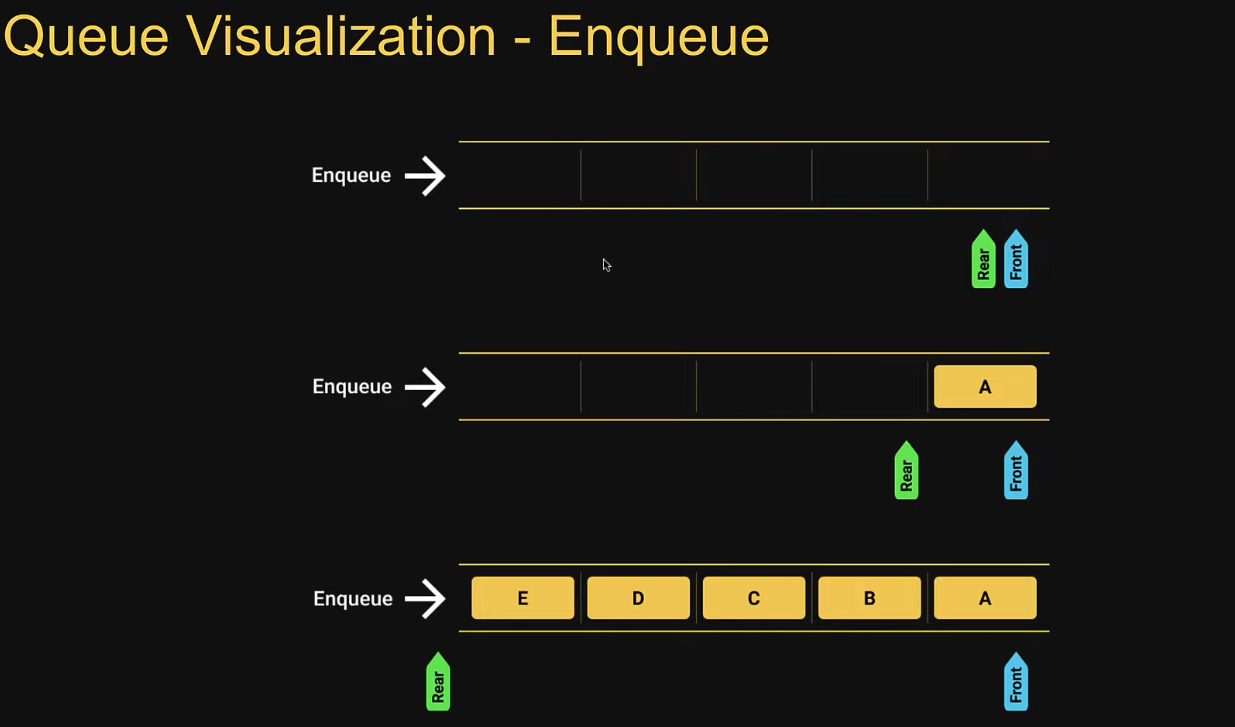 Queue Visualization - Enqueue
Enqueue
Rear Front
Enqueue A
Rear Front
Enqueue E D C B A
Rear Front